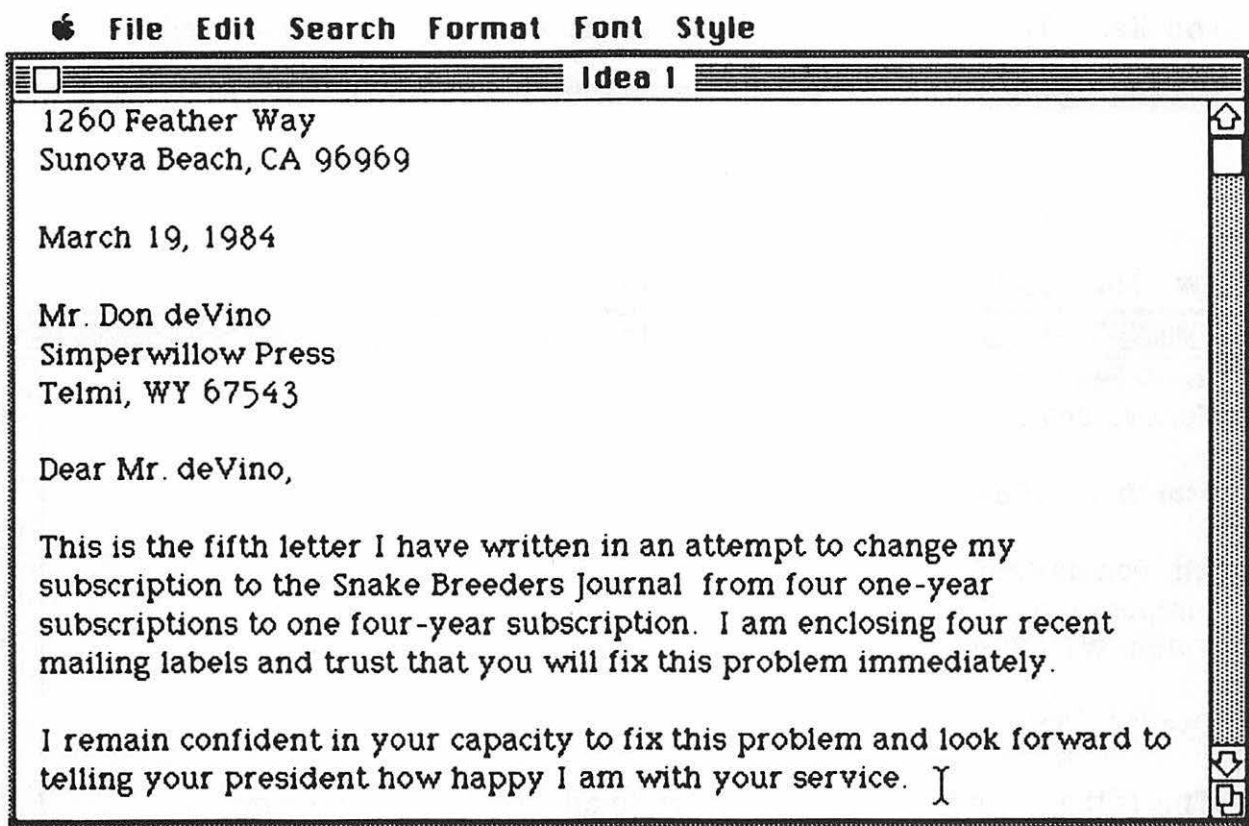 File Edit Search Format Font Style
Idea 1
1260 Feather Way
Sunova Beach, CA 96969
March 19, 1984
Mr. Don deVino
Simperwillow Press
Telmi, WY 67543
Dear Mr. deVino,
This is the fifth letter I have written in an attempt to change my
subscription to the Snake Breeders Journal from four one-year
subscriptions to one four-year subscription. I am enclosing four recent
mailing labels and trust that you will fix this problem immediately.
I remain confident in your capacity to fix this problem and look forward to
telling your president how happy I am with your service.